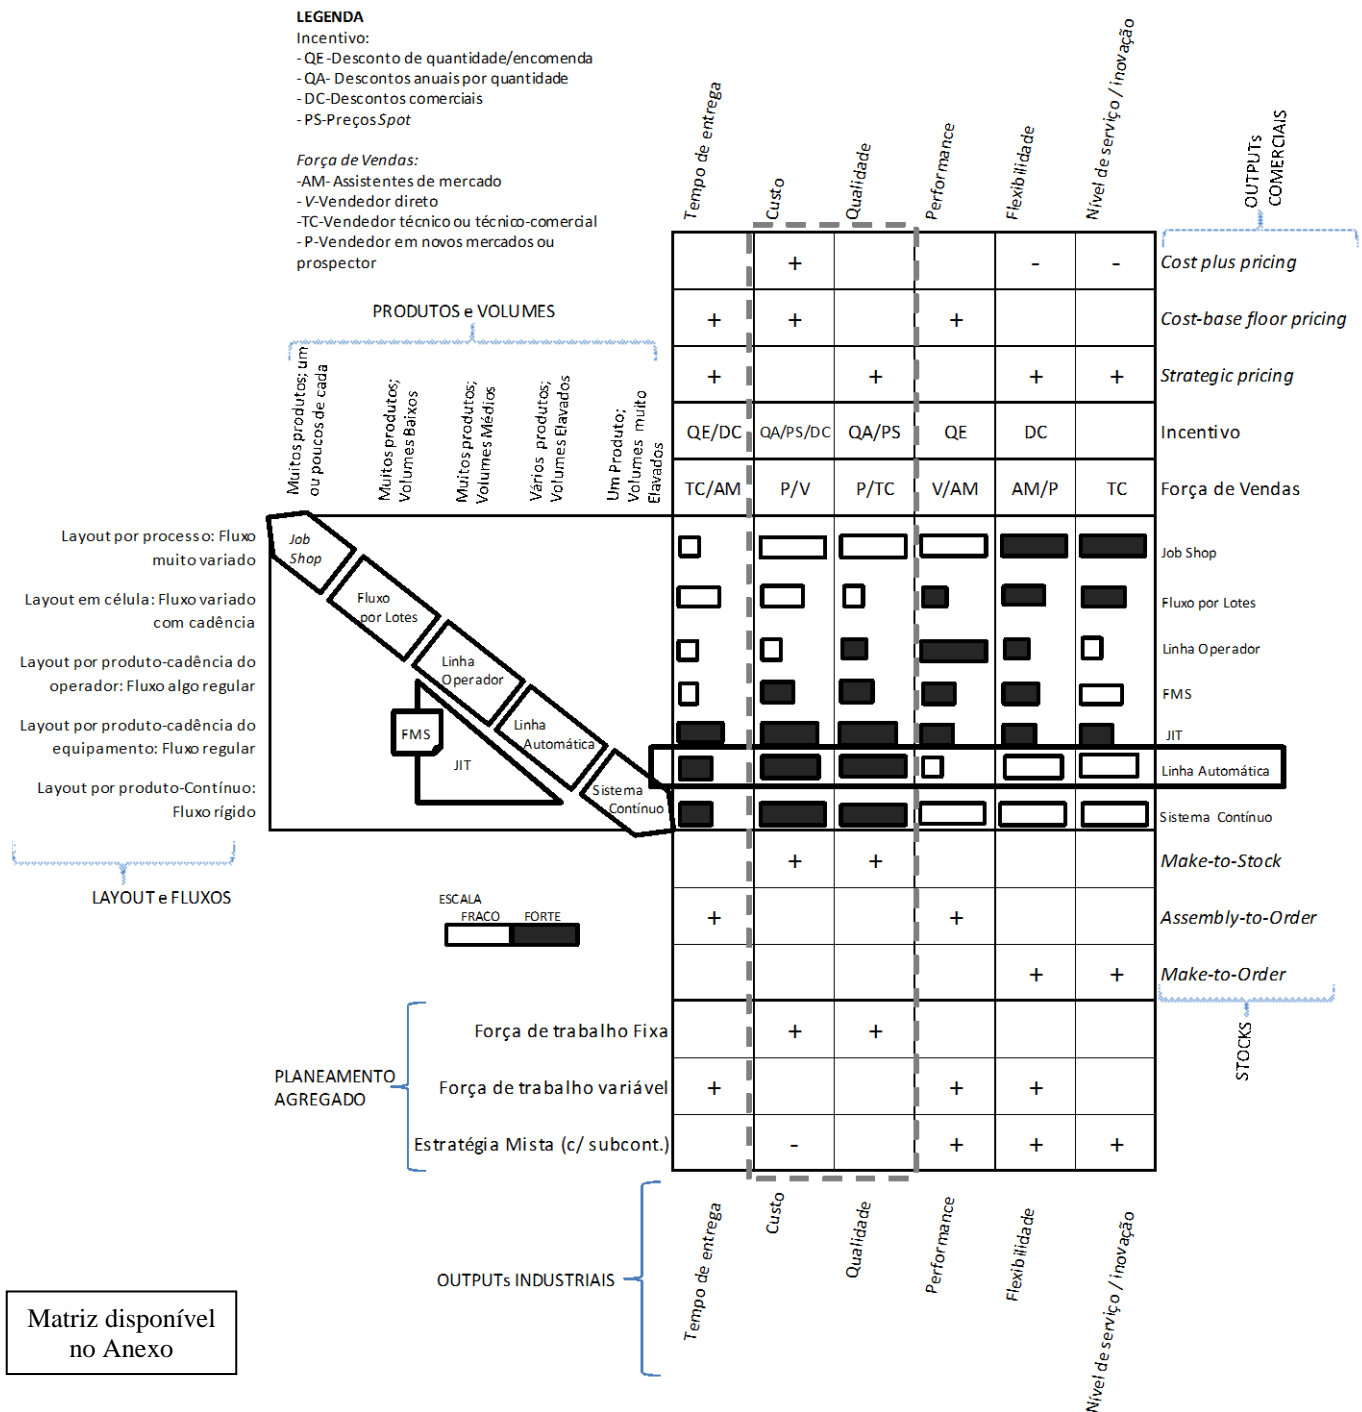 LEGENDA
Incentivo:
- QE-Desconto de quantidade/encomenda
- QA- Descontos anuais por quantidade
- DC-Descontos comerciais
- PS-Preços Spot
Força de Vendas:
-AM- Assistentes de mercado
- V-Vendedor direto
-TC-Vendedor técnico ou técnico-comercial
- P-Vendedor em novos mercados ou
prospector
Tempo de entrega
Custo
Qualidade
Performance
Flexibilidade
Nível de serviço / inovação
OUTPUTs
COMERCIAIS
+ - - Cost plus pricing
+ + + Cost-base floor pricing
+ + + + Strategic pricing
QE/DC QA/PS/DC QA/PS QE DC Incentivo
TC/AM P/V P/TC V/AM AM/P TC Força de Vendas
PRODUTOS e VOLUMES
Muitos produtos; um
ou poucos de cada
Muitos produtos;
Volumes Baixos
Muitos produtos;
Volumes Médios
Vários produtos;
Volumes Elavados
Um Produto;
Volumes muito
Elavados
Layout por processo: Fluxo
muito variado
Layout em célula: Fluxo variado
com cadência
Layout por produto-cadência do
operador: Fluxo algo regular
Layout por produto-cadência do
equipamento: Fluxo regular
Layout por produto-Contínuo:
Fluxo rígido
LAYOUT e FLUXOS
Job
Shop
Fluxo
por Lotes
Linha
Operador
Linha
Automática
Sistema
Contínuo
FMS
JIT
Job Shop
Fluxo por Lotes
Linha Operador
FMS
JIT
Linha Automática
Sistema Contínuo
+ + Make-to-Stock
+ + Assembly-to-Order
+ + Make-to-Order
STOCKS
ESCALA
FRACO FORTE
PLANEAMENTO
AGREGADO
Força de trabalho Fixa + +
Força de trabalho variável + + +
Estratégia Mista (c/ subcont.) - + + +
OUTPUTs INDUSTRIAIS
Tempo de entrega
Custo
Qualidade
Performance
Flexibilidade
Nível de serviço / inovação
Matriz disponível
no Anexo